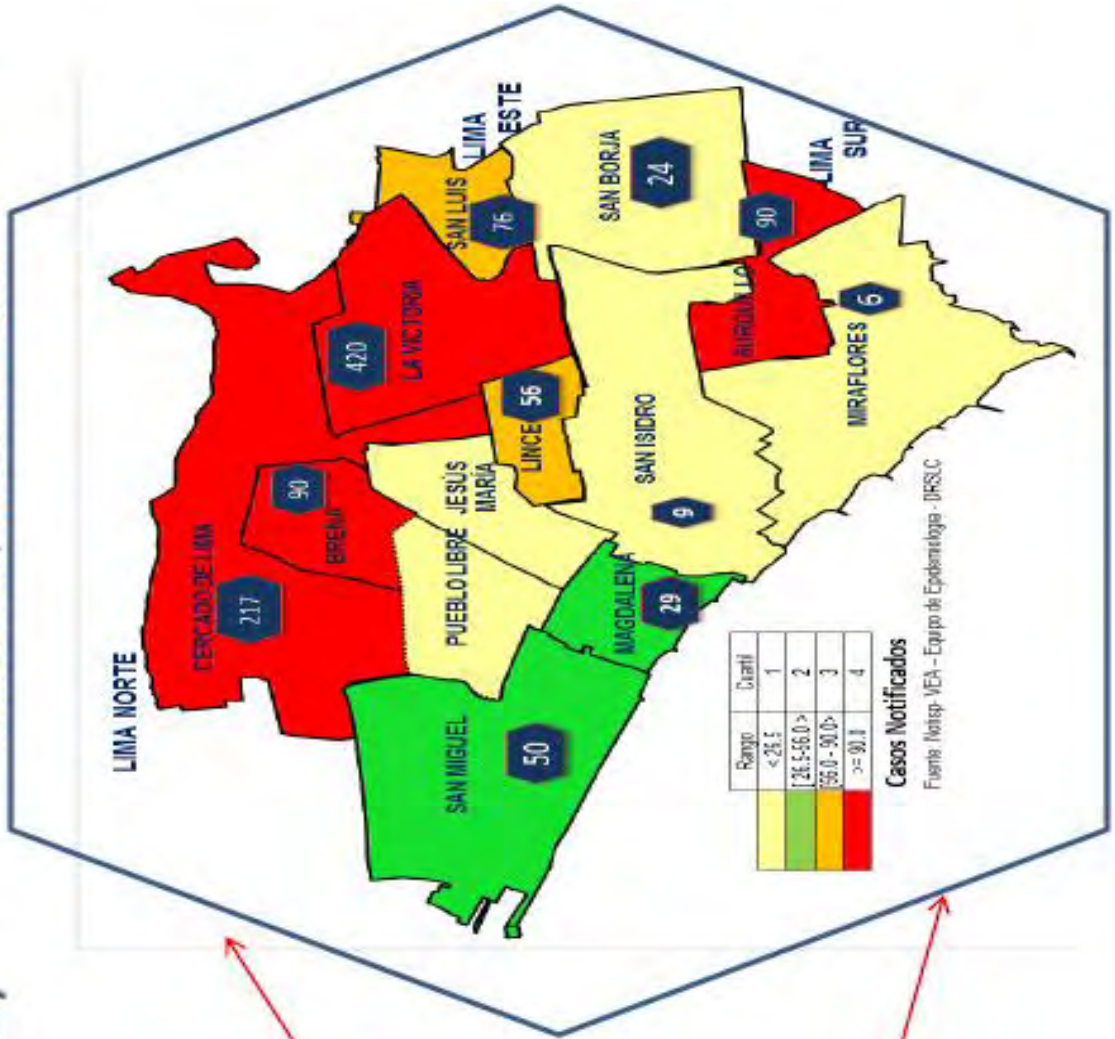 LIMA NORTE
CERCADO DE LIMA
217
BREÑA
90
LA VICTORIA
420
SAN LUIS
76
LIMA
ESTE
SAN MIGUEL
50
PUEBLO LIBRE
JESÚS
MARÍA
LINCE
56
SAN BORJA
24
MAGDALENA
29
SAN ISIDRO
9
90
LIMA
SUR
MIRAFLORES
6
Rango Cuartil
< 26.5 1
[ 26.5-56.0 > 2
[56.0 - 90.0> 3
>= 90.0 4
Casos Notificados
Fuente: Notisp- VEA - Equipo de Epidemiologia - DRSLC